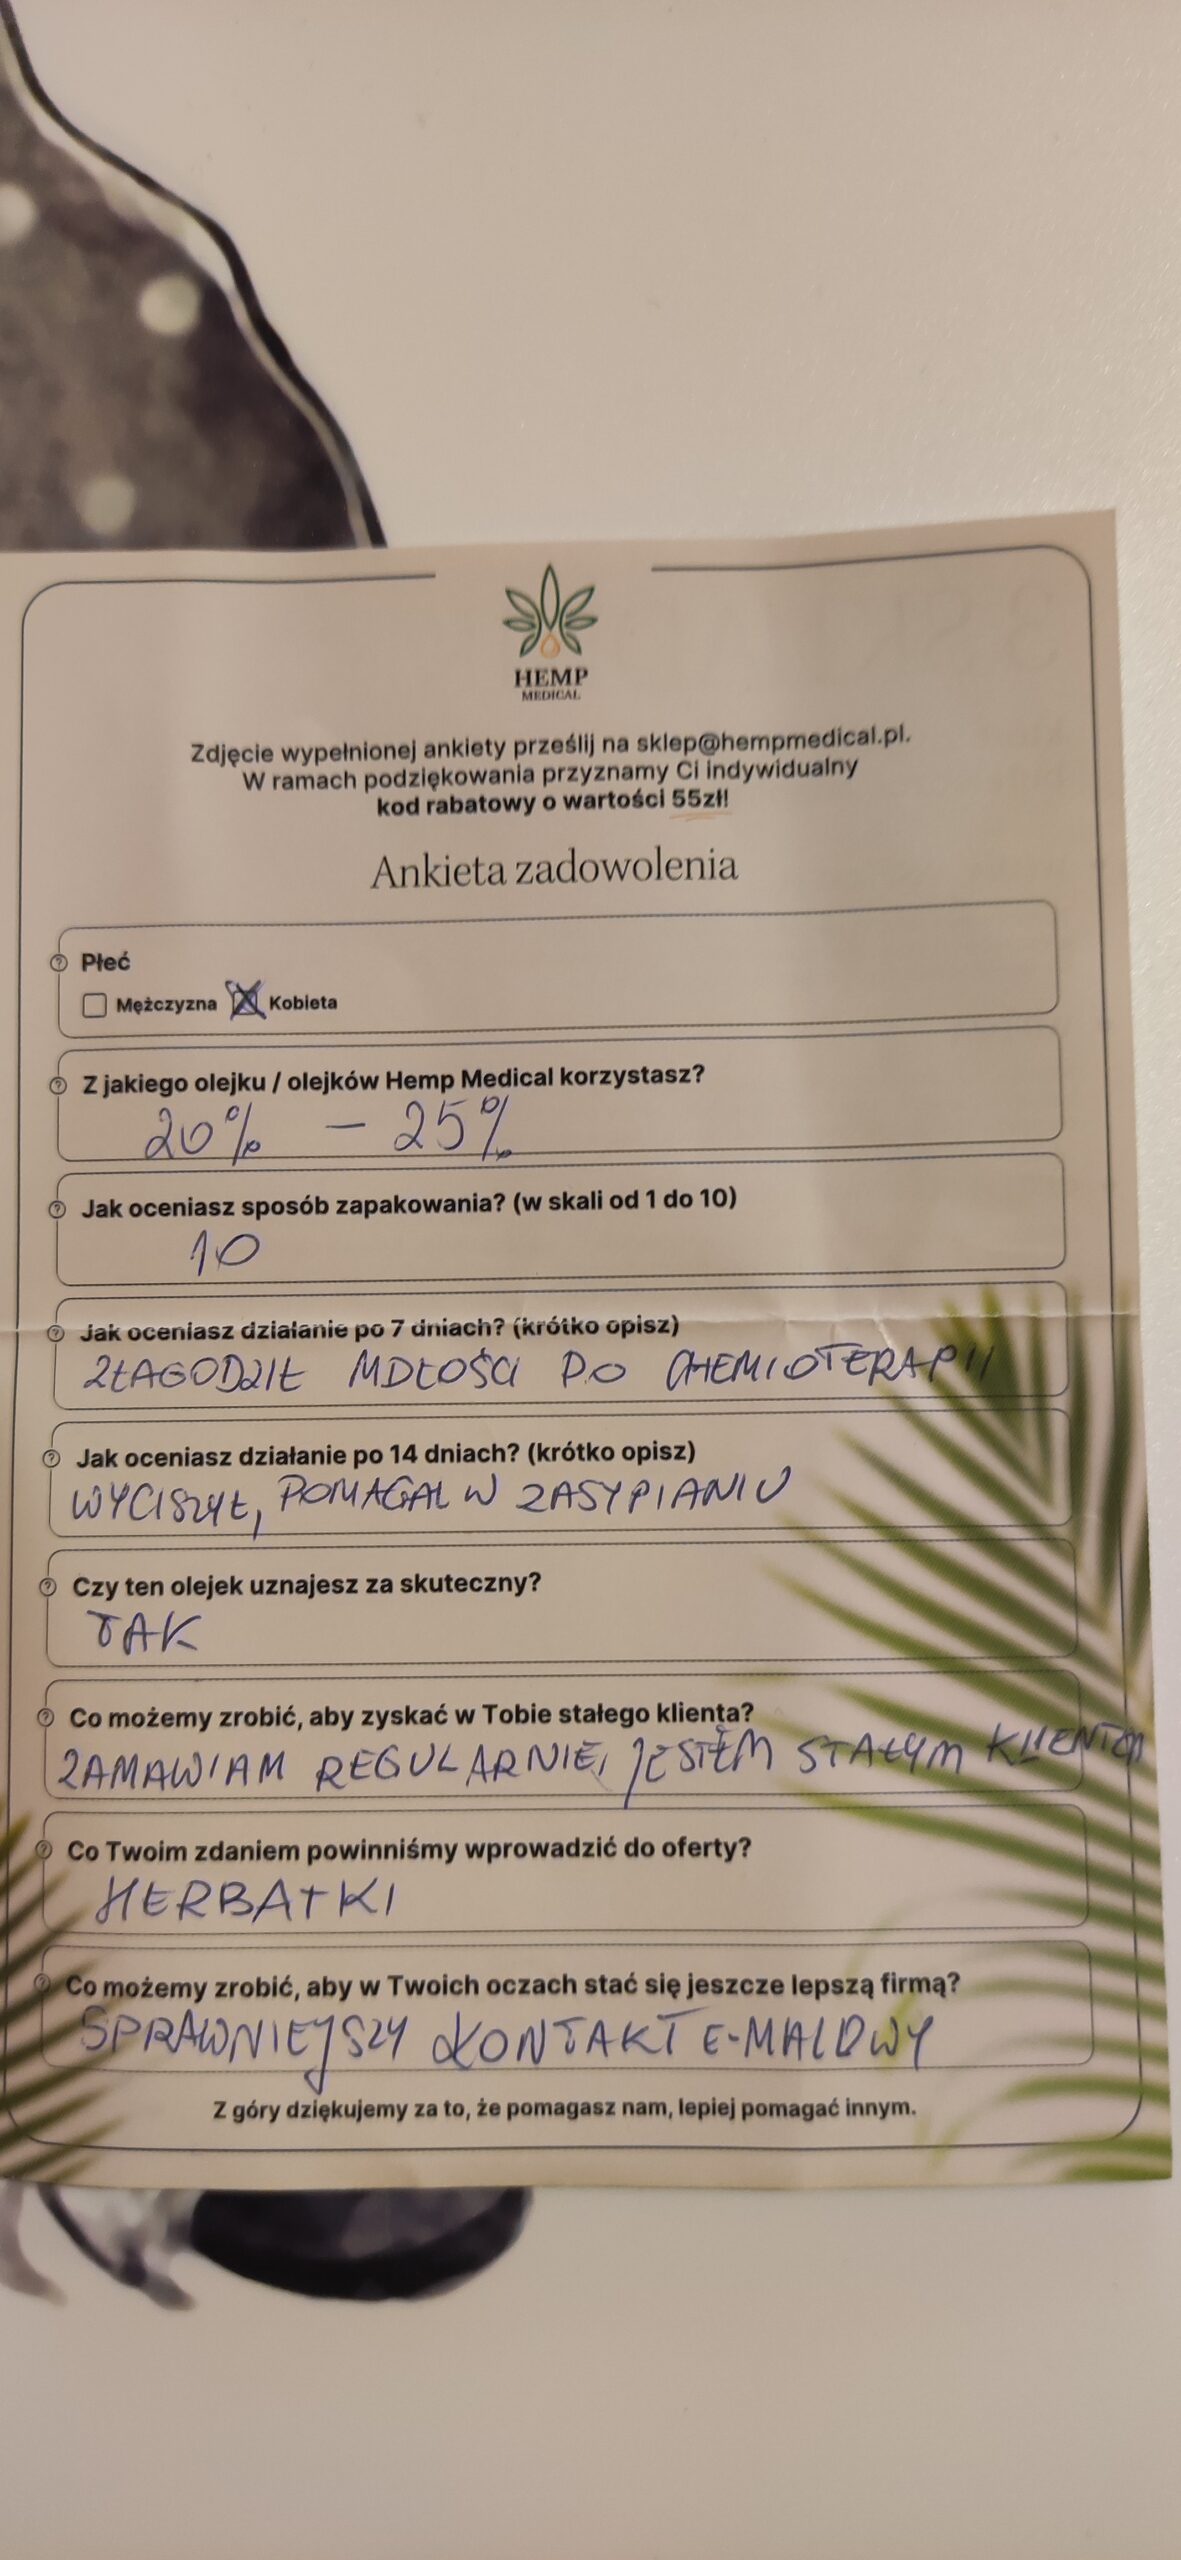 HEMP
MEDICAL
Zdjęcie wypełnionej ankiety prześlij na sklep@hempmedical.pl.
W ramach podziękowania przyznamy Ci indywidualny
kod rabatowy o wartości 55zł!
Ankieta zadowolenia
Płeć
Mężczyzna Kobieta
Z jakiego olejku / olejków Hemp Medical korzystasz?
20% – 25%
Jak oceniasz sposób zapakowania? (w skali od 1 do 10)
10
Jak oceniasz działanie po 7 dniach? (krótko opisz)
ZŁAGODZIŁ MDŁOŚCI PO CHEMIOTERAPII
Jak oceniasz działanie po 14 dniach? (krótko opisz)
WYCISZYŁ, POMAGAŁ W ZASYPIANIU
Czy ten olejek uznajesz za skuteczny?
TAK
Co możemy zrobić, aby zyskać w Tobie stałego klienta?
ZAMAWIAM REGULARNIE, JESTEM STAŁYM KLIENTEM
Co Twoim zdaniem powinniśmy wprowadzić do oferty?
HERBATKI
Co możemy zrobić, aby w Twoich oczach stać się jeszcze lepszą firmą?
SPRAWNIEJSZY KONTAKT E-MAILOWY
Z góry dziękujemy za to, że pomagasz nam, lepiej pomagać innym.